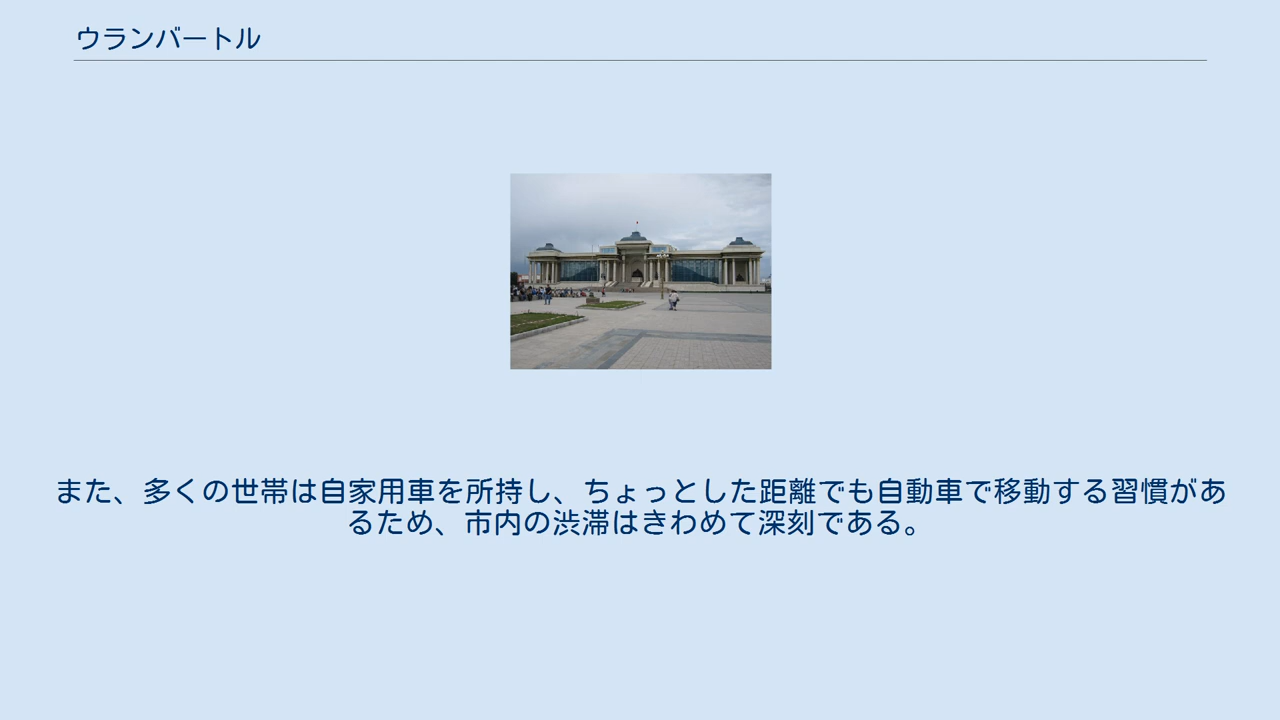 ウランバートル
また、多くの世帯は自家用車を所持し、ちょっとした距離でも自動車で移動する習慣があ
るため、市内の渋滞はきわめて深刻である。